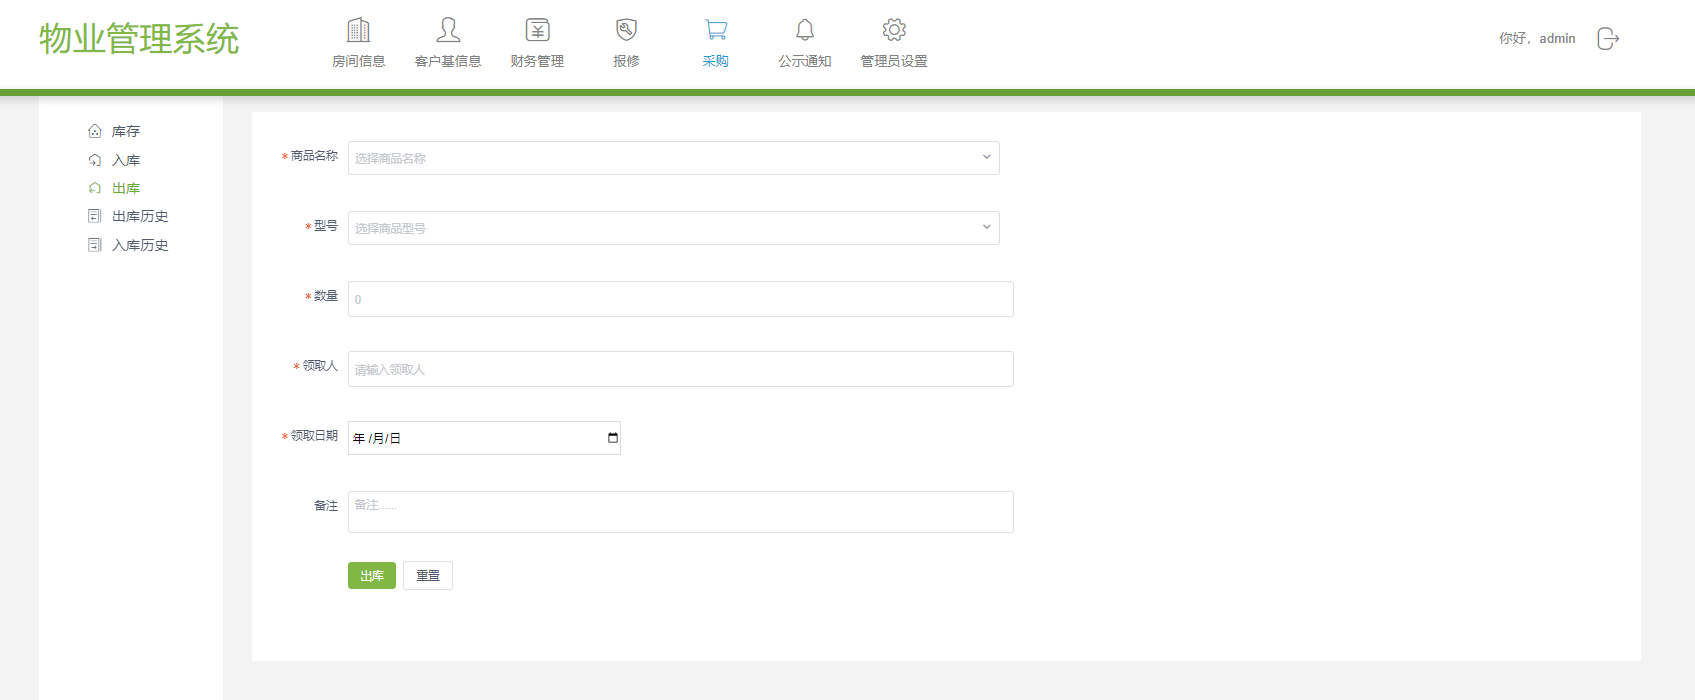 物业管理系统
房间信息
客户基信息
财务管理
报修
采购
公示通知
管理员设置
你好，admin
库存
入库
出库
出库历史
入库历史
*商品名称
选择商品名称
*型号
选择商品型号
*数量
0
*领取人
请输入领取人
*领取日期
年 /月/日
备注
备注......
出库
重置